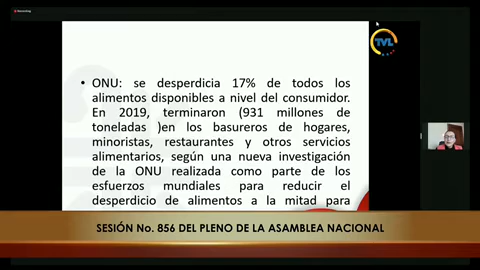 TVL
• ONU: se desperdicia 17% de todos los
alimentos disponibles a nivel del consumidor.
En 2019, terminaron (931 millones de
toneladas )en los basureros de hogares,
minoristas, restaurantes y otros servicios
alimentarios, según una nueva investigación
de la ONU realizada como parte de los
esfuerzos mundiales para reducir el
desperdicio de alimentos a la mitad para
SESIÓN No. 856 DEL PLENO DE LA ASAMBLEA NACIONAL